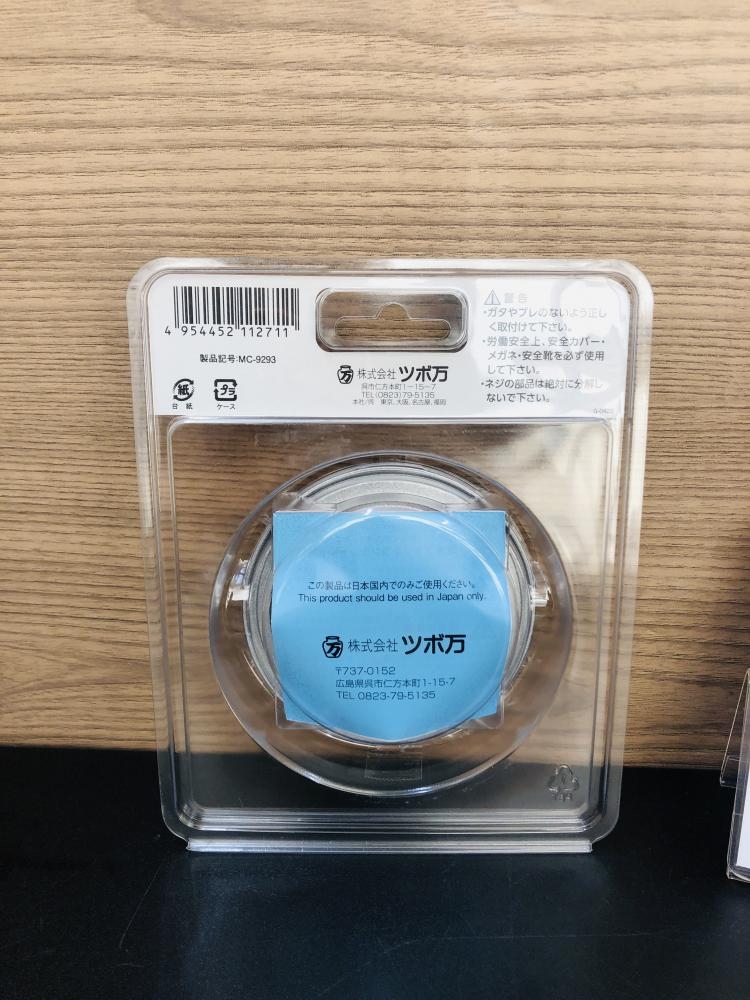 4 954452 112711
製品記号:MC-9293
紙
台 紙
プラ
ケース
万 株式会社 ツボ万
呉市仁方本町1-15-7
TEL(0823)79-5135
本社/呉 東京,大阪,名古屋,福岡
警告
・ガタやブレのないよう正し
く取付けて下さい。
・労働安全上、安全カバー・
メガネ・安全靴を必ず使用
して下さい。
・ネジの部品は絶対に分解し
ないで下さい。
この製品は日本国内でのみご使用ください。
This product should be used in Japan only.
万 株式会社 ツボ万
〒737-0152
広島県呉市仁方本町1-15-7
TEL 0823-79-5135